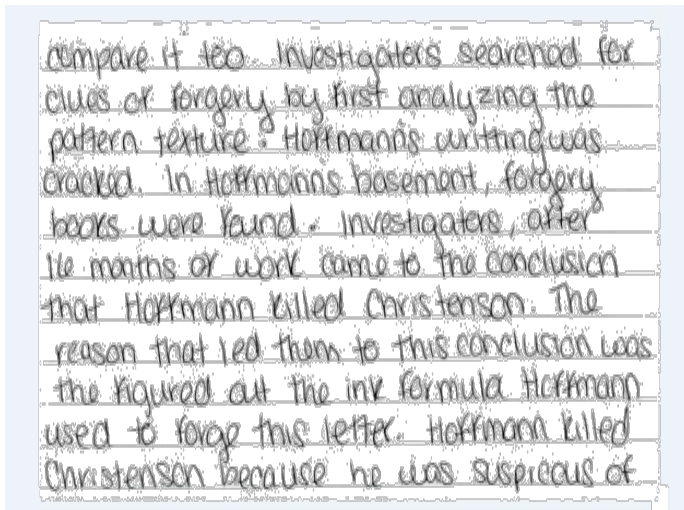 compare it too Investigators searched for
clues of forgery by first analyzing the
pattern texture. Hoffmann's writting was
cracked. In Hoffmanns basement, forgery
books were found. Investigators, after
16 months of work came to the conclusion
that Hoffmann killed Christenson. The
reason that led them to this conclusion was
the figured out the ink formula Hoffmann
used to forge this letter. Hoffmann killed
Christenson because he was suspicous of